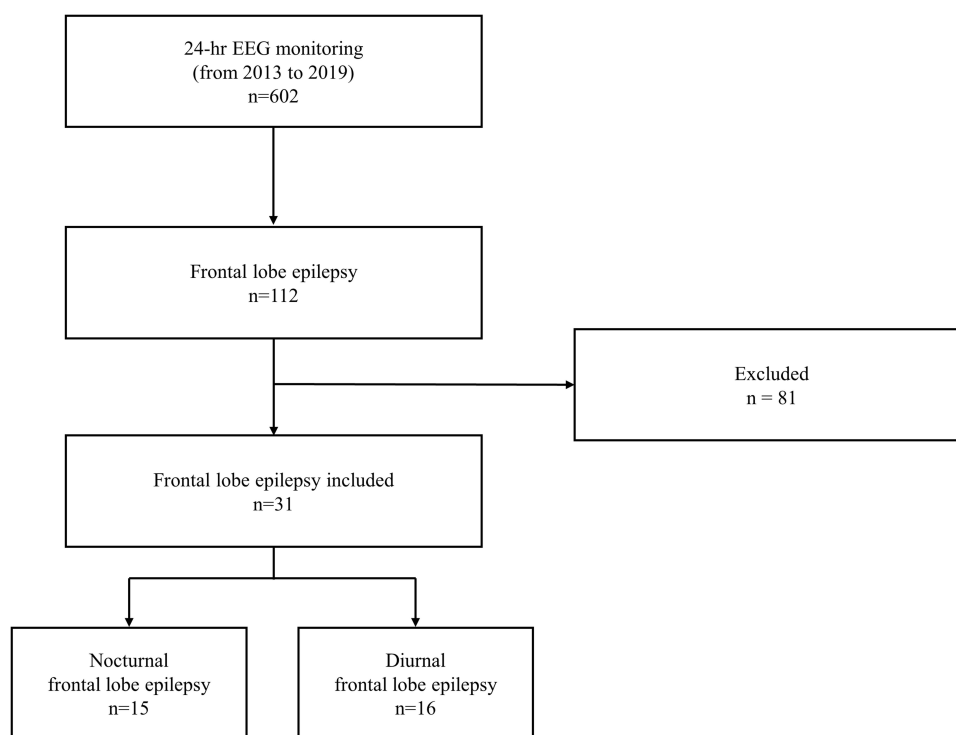 24-hr EEG monitoring
(from 2013 to 2019)
n=602
Frontal lobe epilepsy
n=112
Excluded
n = 81
Frontal lobe epilepsy included
n=31
Nocturnal
frontal lobe epilepsy
n=15
Diurnal
frontal lobe epilepsy
n=16